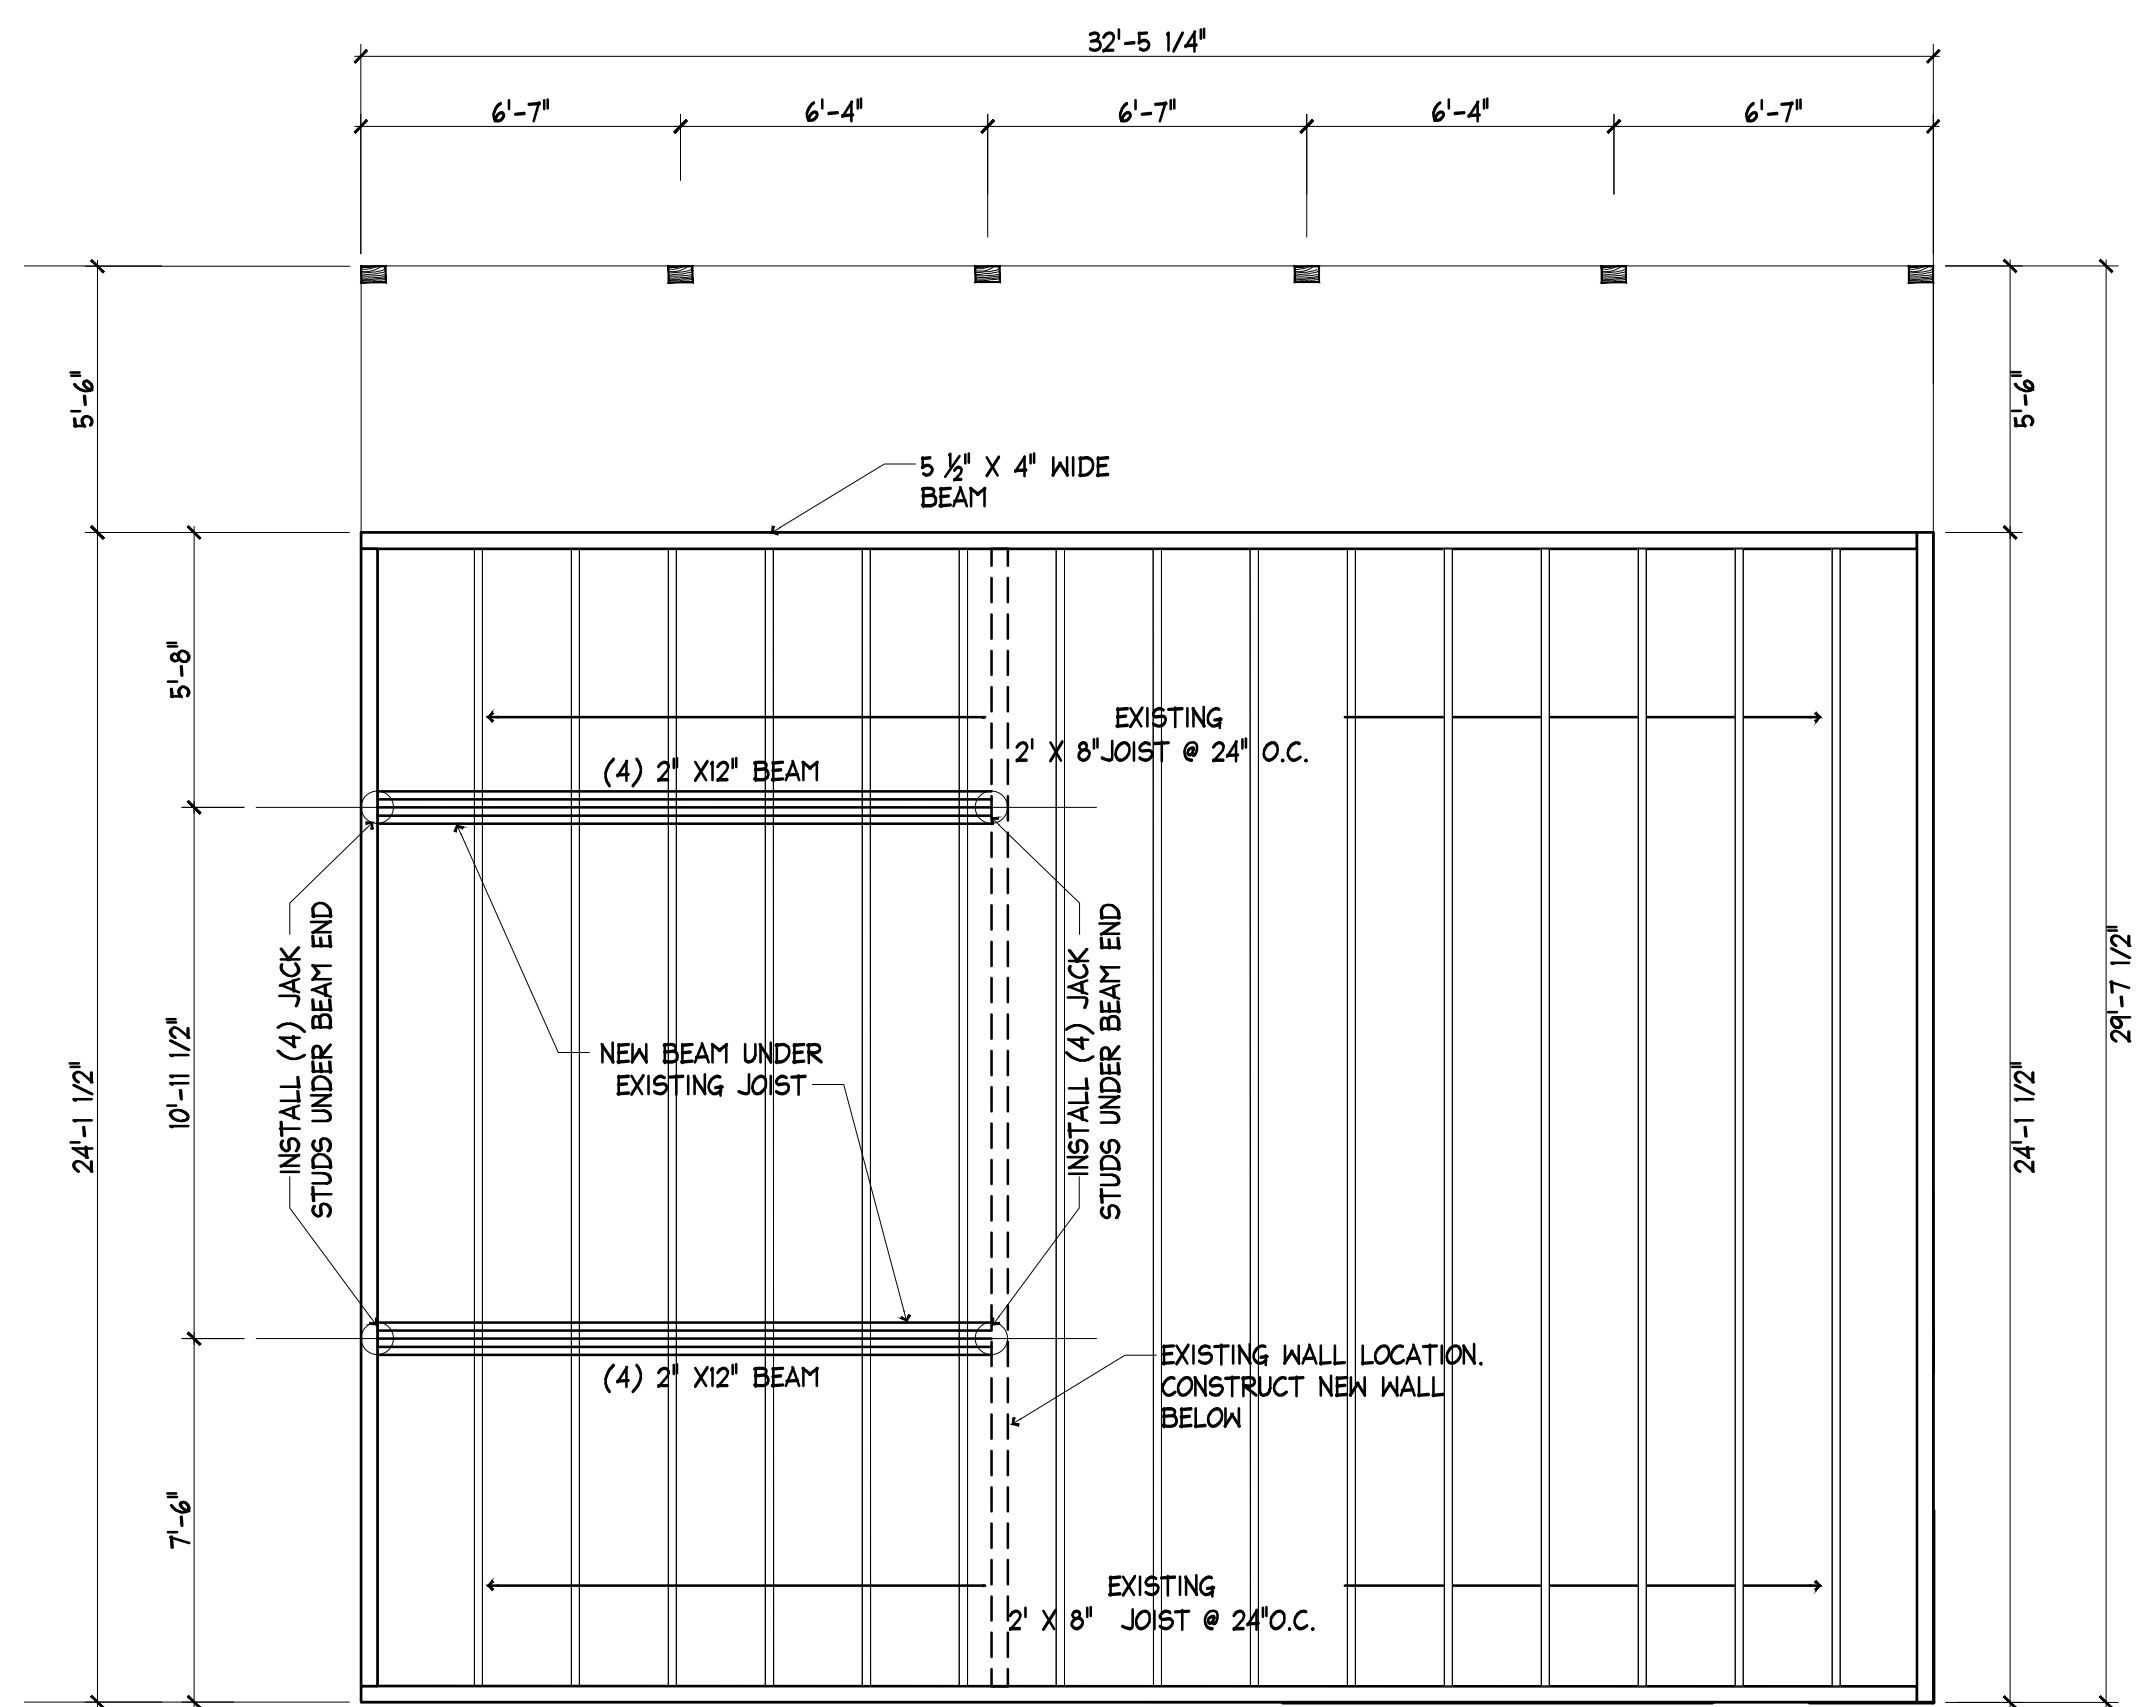 32'-5 1/4"
6'-7"
6'-4"
6'-7"
6'-4"
6'-7"
5'-6"
5'-6"
5 ½" X 4" WIDE
BEAM
5'-8"
EXISTING
2' X 8"JOIST @ 24" O.C.
(4) 2" X12" BEAM
INSTALL (4) JACK
STUDS UNDER BEAM END
INSTALL (4) JACK
STUDS UNDER BEAM END
29'-7 1/2"
24'-1 1/2"
10'-11 1/2"
NEW BEAM UNDER
EXISTING JOIST
24'-1 1/2"
EXISTING WALL LOCATION.
CONSTRUCT NEW WALL
BELOW
(4) 2" X12" BEAM
7'-6"
EXISTING
2' X 8" JOIST @ 24"O.C.